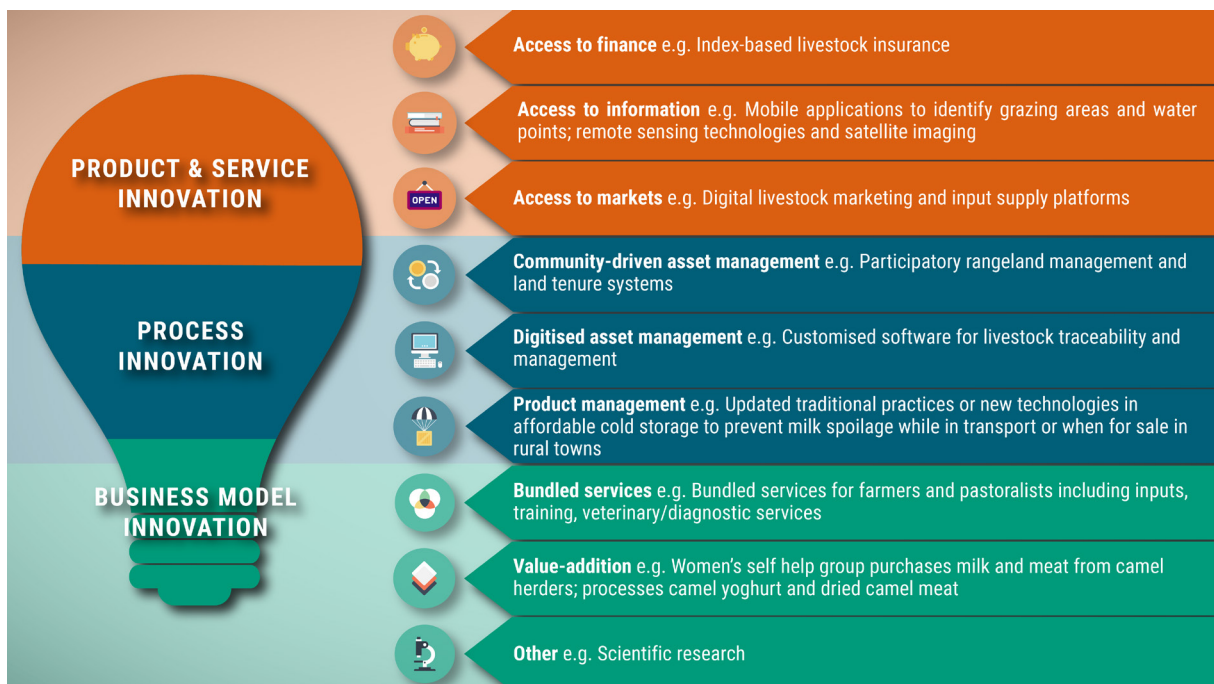 PRODUCT & SERVICE
INNOVATION
PROCESS
INNOVATION
BUSINESS MODEL
INNOVATION
Access to finance e.g. Index-based livestock insurance
Access to information e.g. Mobile applications to identify grazing areas and water
points; remote sensing technologies and satellite imaging
OPEN
Access to markets e.g. Digital livestock marketing and input supply platforms
Community-driven asset management e.g. Participatory rangeland management and
land tenure systems
Digitised asset management e.g. Customised software for livestock traceability and
management
Product management e.g. Updated traditional practices or new technologies in
affordable cold storage to prevent milk spoilage while in transport or when for sale in
rural towns
Bundled services e.g. Bundled services for farmers and pastoralists including inputs,
training, veterinary/diagnostic services
Value-addition e.g. Women's self help group purchases milk and meat from camel
herders; processes camel yoghurt and dried camel meat
Other e.g. Scientific research